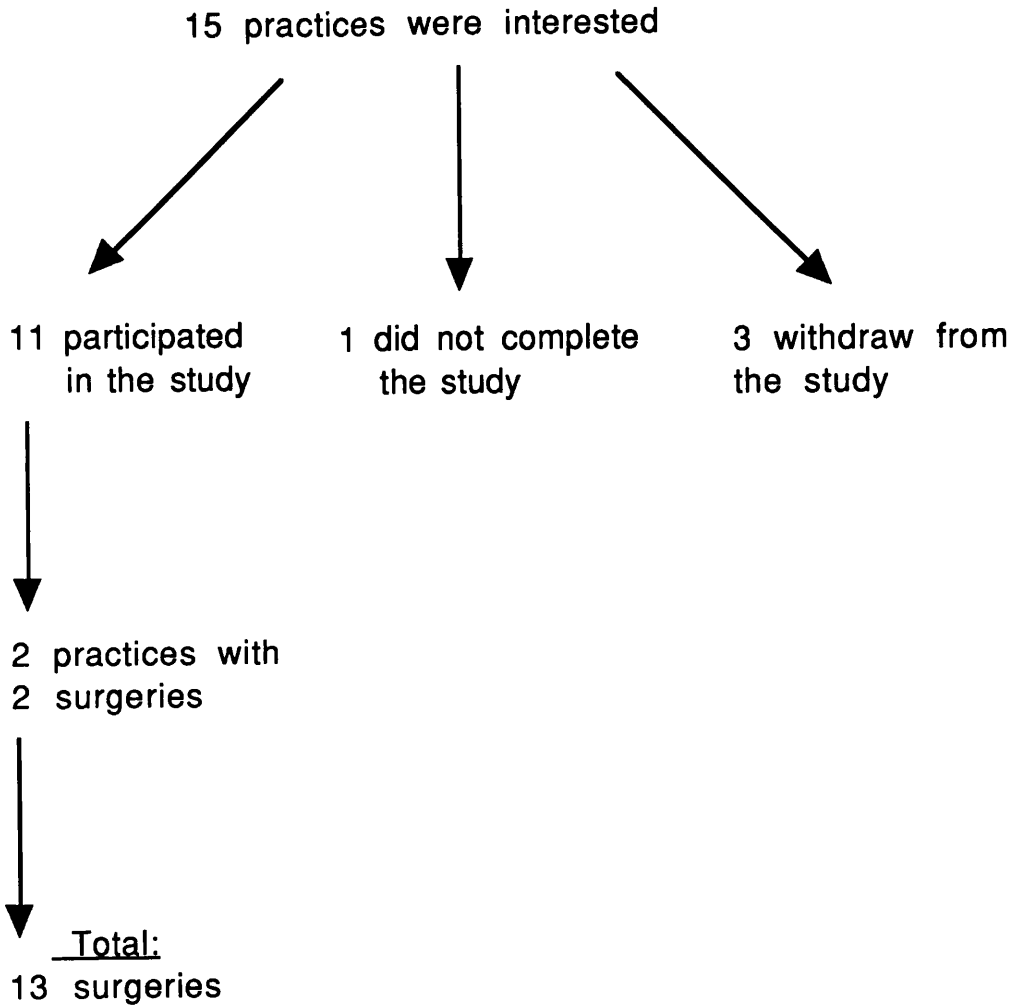 15 practices were interested
11 participated
in the study
1 did not complete
the study
3 withdraw from
the study
2 practices with
2 surgeries
Total:
13 surgeries